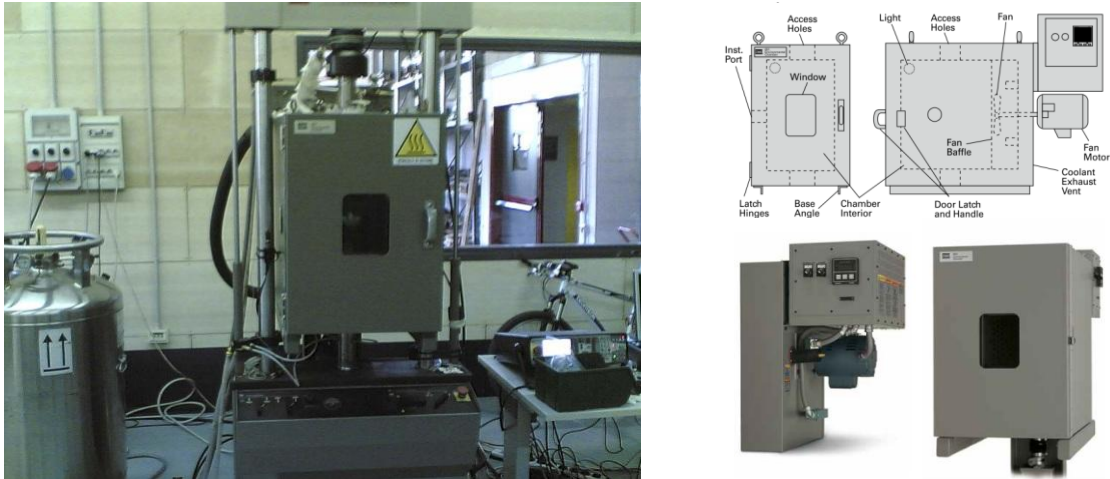 Access
Holes
Light
Access
Holes
Fan
Inst.
Port
Window
Fan
Baffle
Fan
Motor
Coolant
Exhaust
Vent
Latch
Hinges
Base
Angle
Chamber
Interior
Door Latch
and Handle